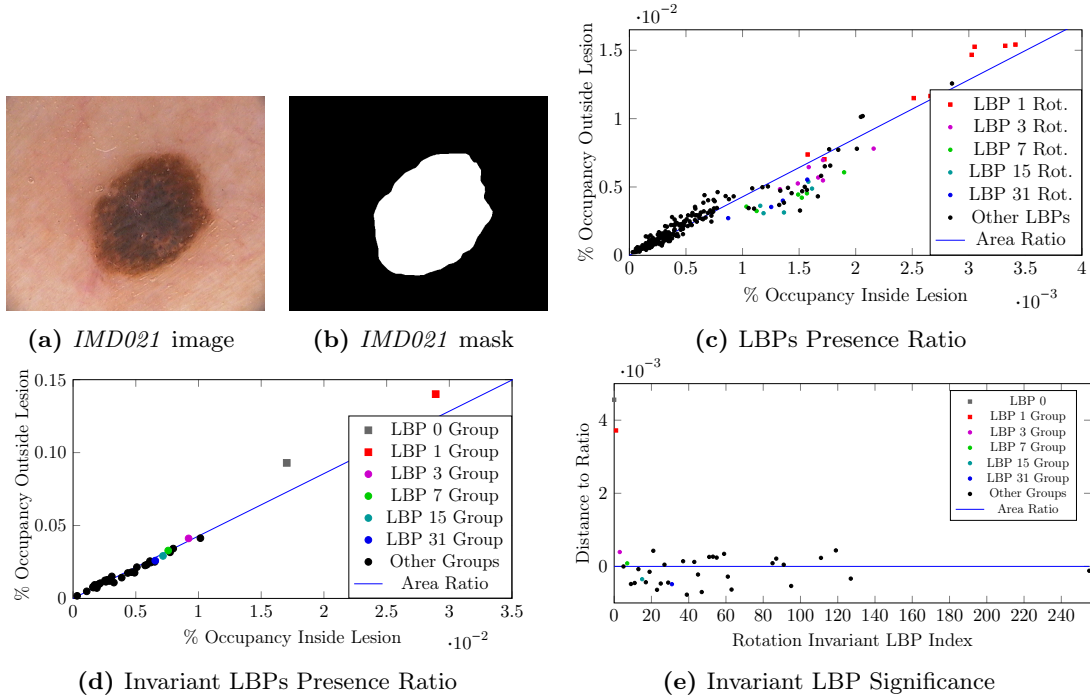 ·10⁻²
1.5
1
0.5
0
0 0.5 1 1.5 2 2.5 3 3.5 4
·10⁻³
% Occupancy Outside Lesion
% Occupancy Inside Lesion
LBP 1 Rot.
LBP 3 Rot.
LBP 7 Rot.
LBP 15 Rot.
LBP 31 Rot.
Other LBPs
Area Ratio
(a) IMD021 image
(b) IMD021 mask
(c) LBPs Presence Ratio
0.15
0.10
0.05
0
0 0.5 1 1.5 2 2.5 3 3.5
·10⁻²
% Occupancy Outside Lesion
% Occupancy Inside Lesion
LBP 0 Group
LBP 1 Group
LBP 3 Group
LBP 7 Group
LBP 15 Group
LBP 31 Group
Other Groups
Area Ratio
(d) Invariant LBPs Presence Ratio
·10⁻³
4
2
0
0 20 40 60 80 100 120 140 160 180 200 220 240
Distance to Ratio
Rotation Invariant LBP Index
LBP 0
LBP 1 Group
LBP 3 Group
LBP 7 Group
LBP 15 Group
LBP 31 Group
Other Groups
Area Ratio
(e) Invariant LBP Significance